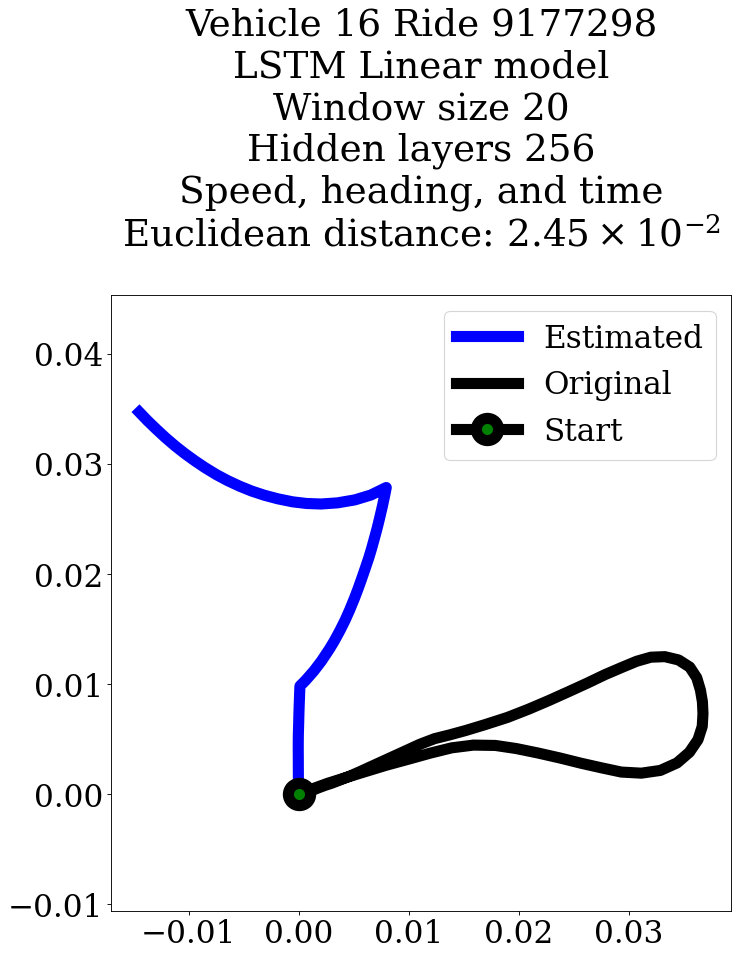 Vehicle 16 Ride 9177298
LSTM Linear model
Window size 20
Hidden layers 256
Speed, heading, and time
Euclidean distance: 2.45 × 10⁻²
Estimated
Original
Start
0.04
0.03
0.02
0.01
0.00
−0.01
−0.01 0.00 0.01 0.02 0.03